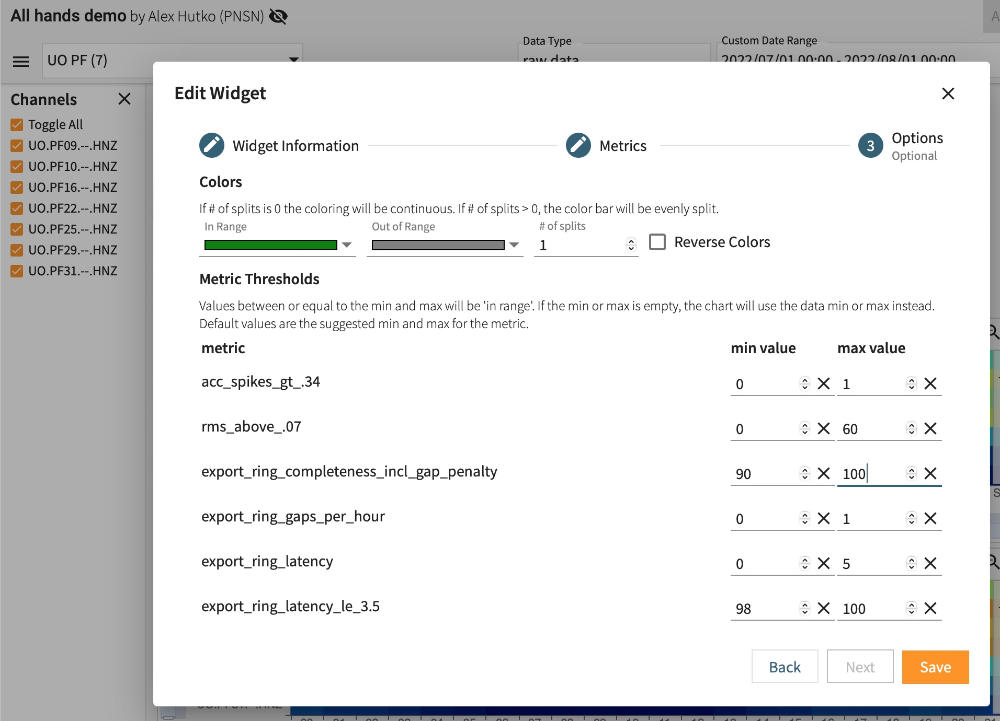 All hands demo by Alex Hutko (PNSN)
UO PF (7)
Data Type
raw data
Custom Date Range
2022/07/01 00:00 - 2022/08/01 00:00
Channels
Toggle All
UO.PF09.--.HNZ
UO.PF10.--.HNZ
UO.PF16.--.HNZ
UO.PF22.--.HNZ
UO.PF25.--.HNZ
UO.PF29.--.HNZ
UO.PF31.--.HNZ
Edit Widget
Widget Information
Metrics
3 Options
Optional
Colors
If # of splits is 0 the coloring will be continuous. If # of splits > 0, the color bar will be evenly split.
In Range
Out of Range
# of splits
1
Reverse Colors
Metric Thresholds
Values between or equal to the min and max will be 'in range'. If the min or max is empty, the chart will use the data min or max instead.
Default values are the suggested min and max for the metric.
metric min value max value
acc_spikes_gt_.34 0 1
rms_above_.07 0 60
export_ring_completeness_incl_gap_penalty 90 100
export_ring_gaps_per_hour 0 1
export_ring_latency 0 5
export_ring_latency_le_3.5 98 100
Back Next Save